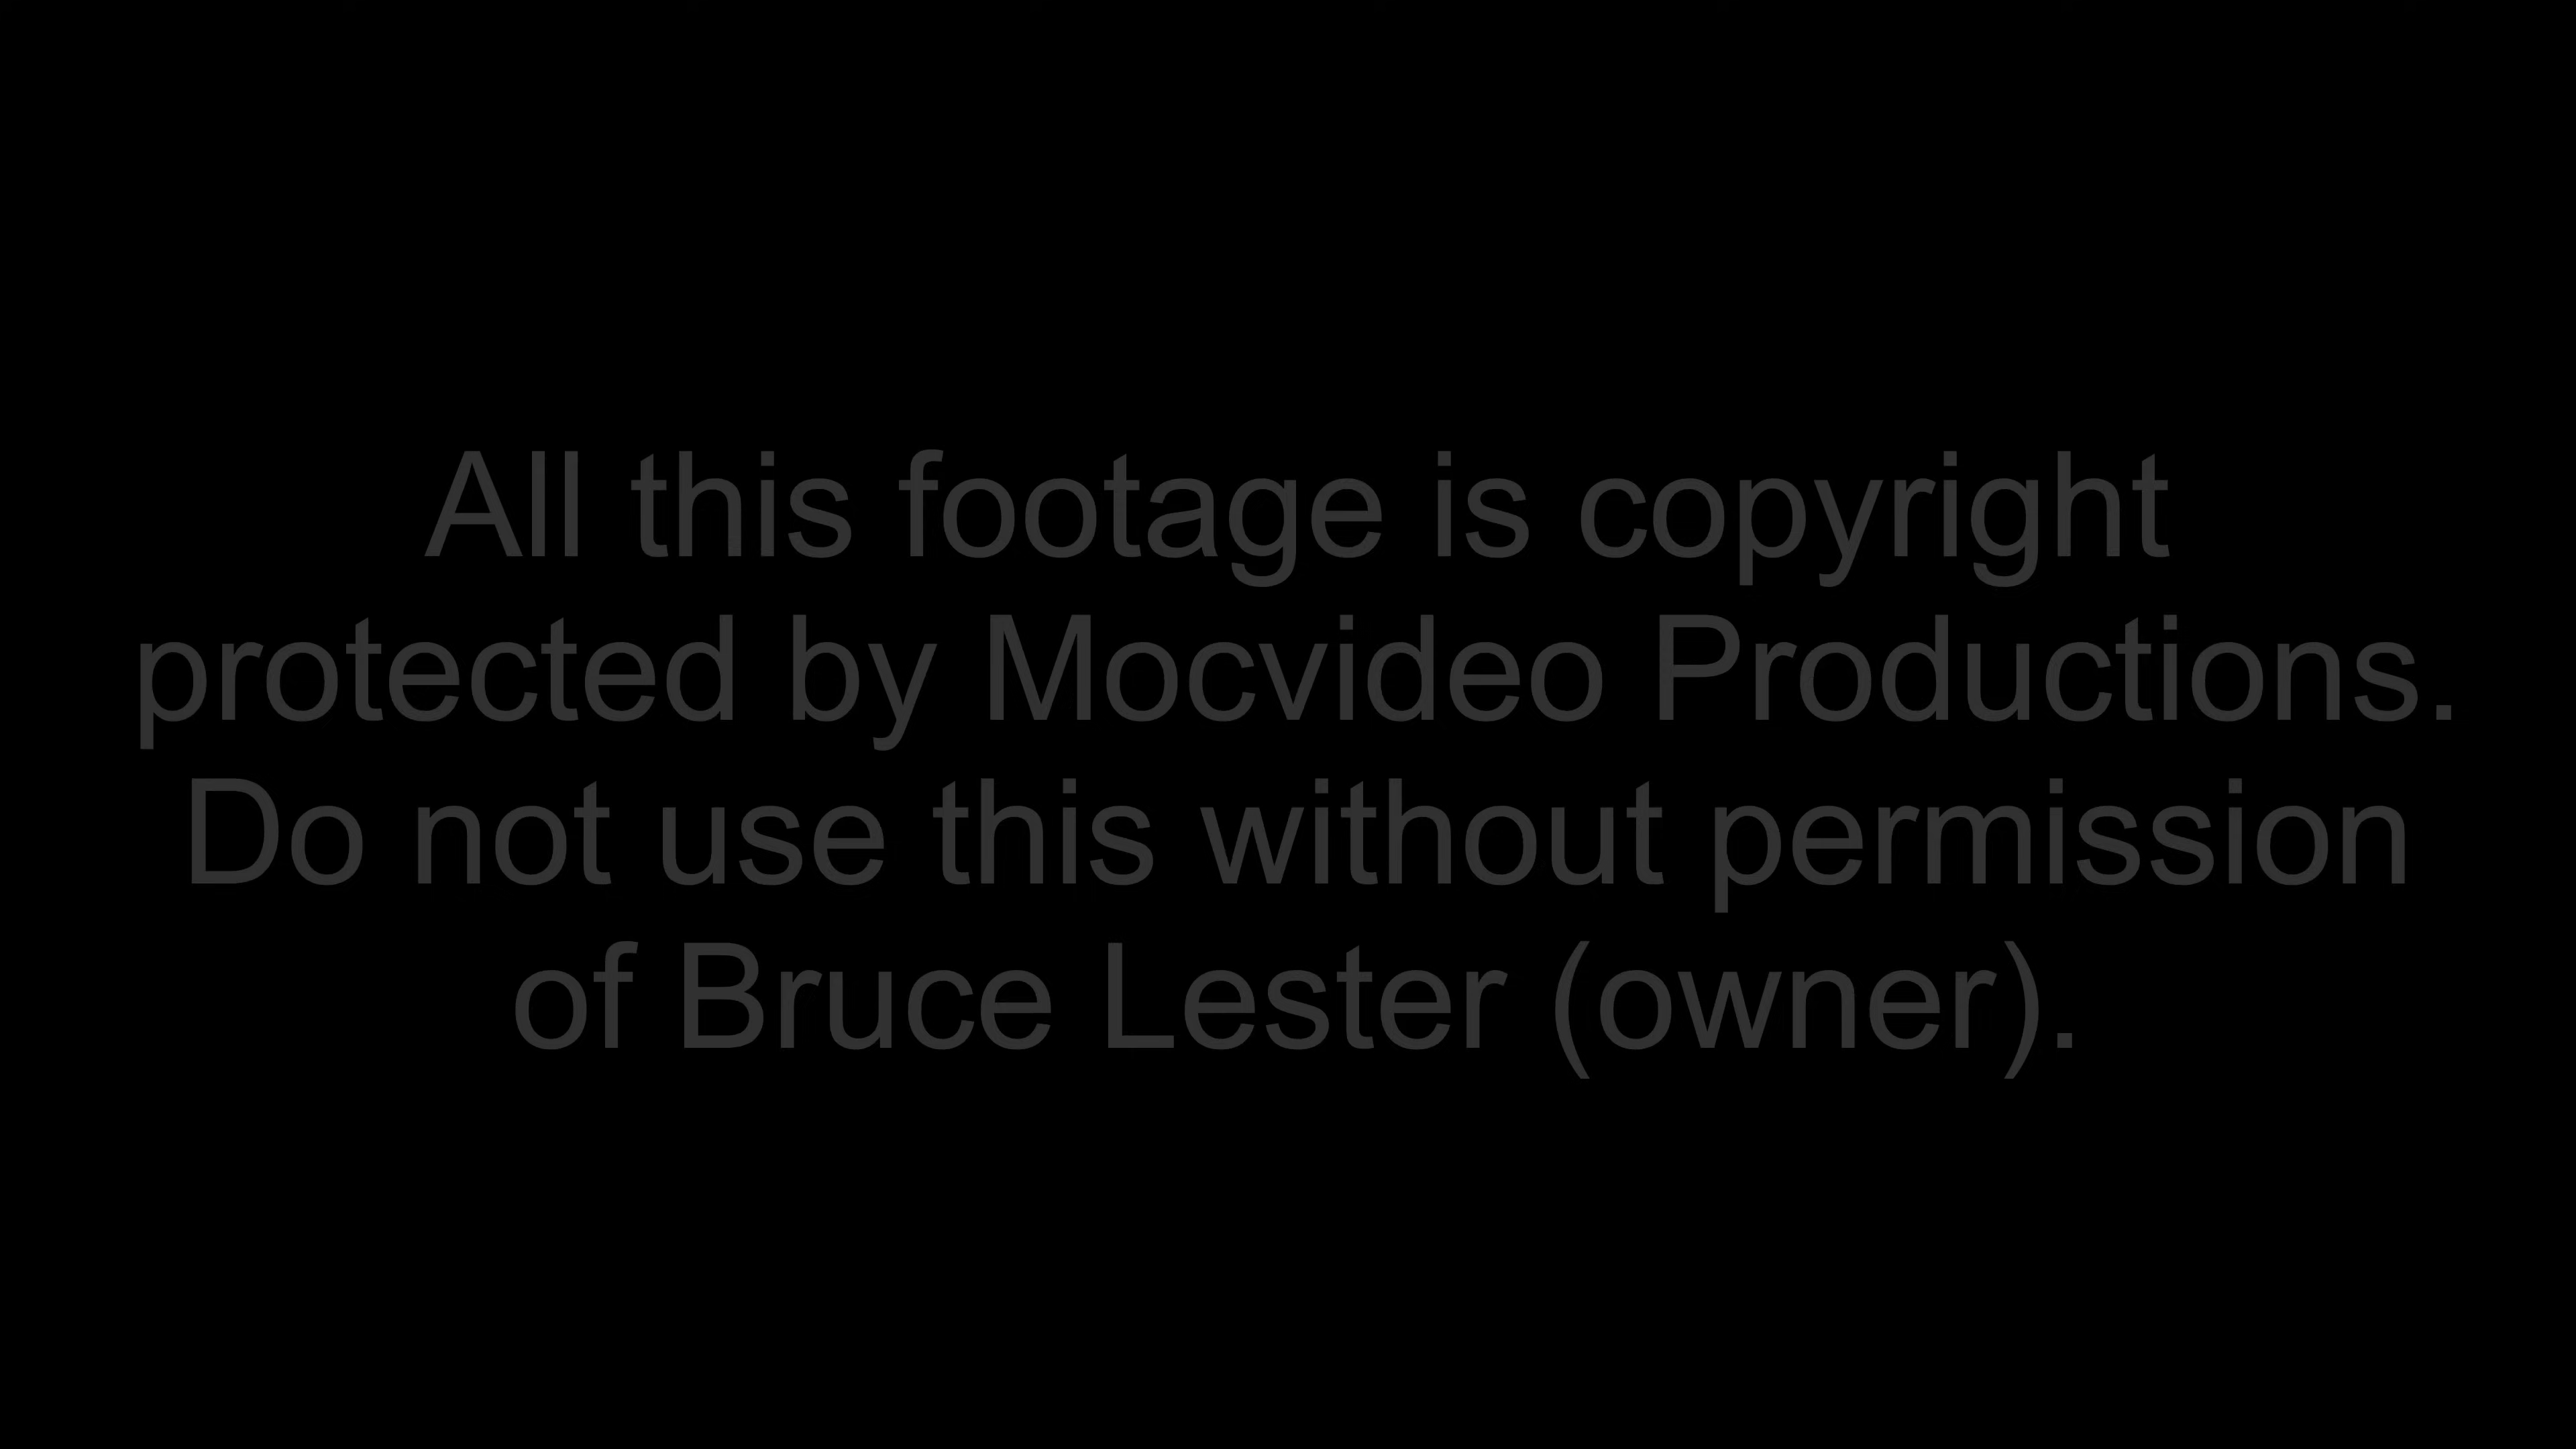 All this footage is copyright
protected by Mocvideo Productions.
Do not use this without permission
of Bruce Lester (owner).